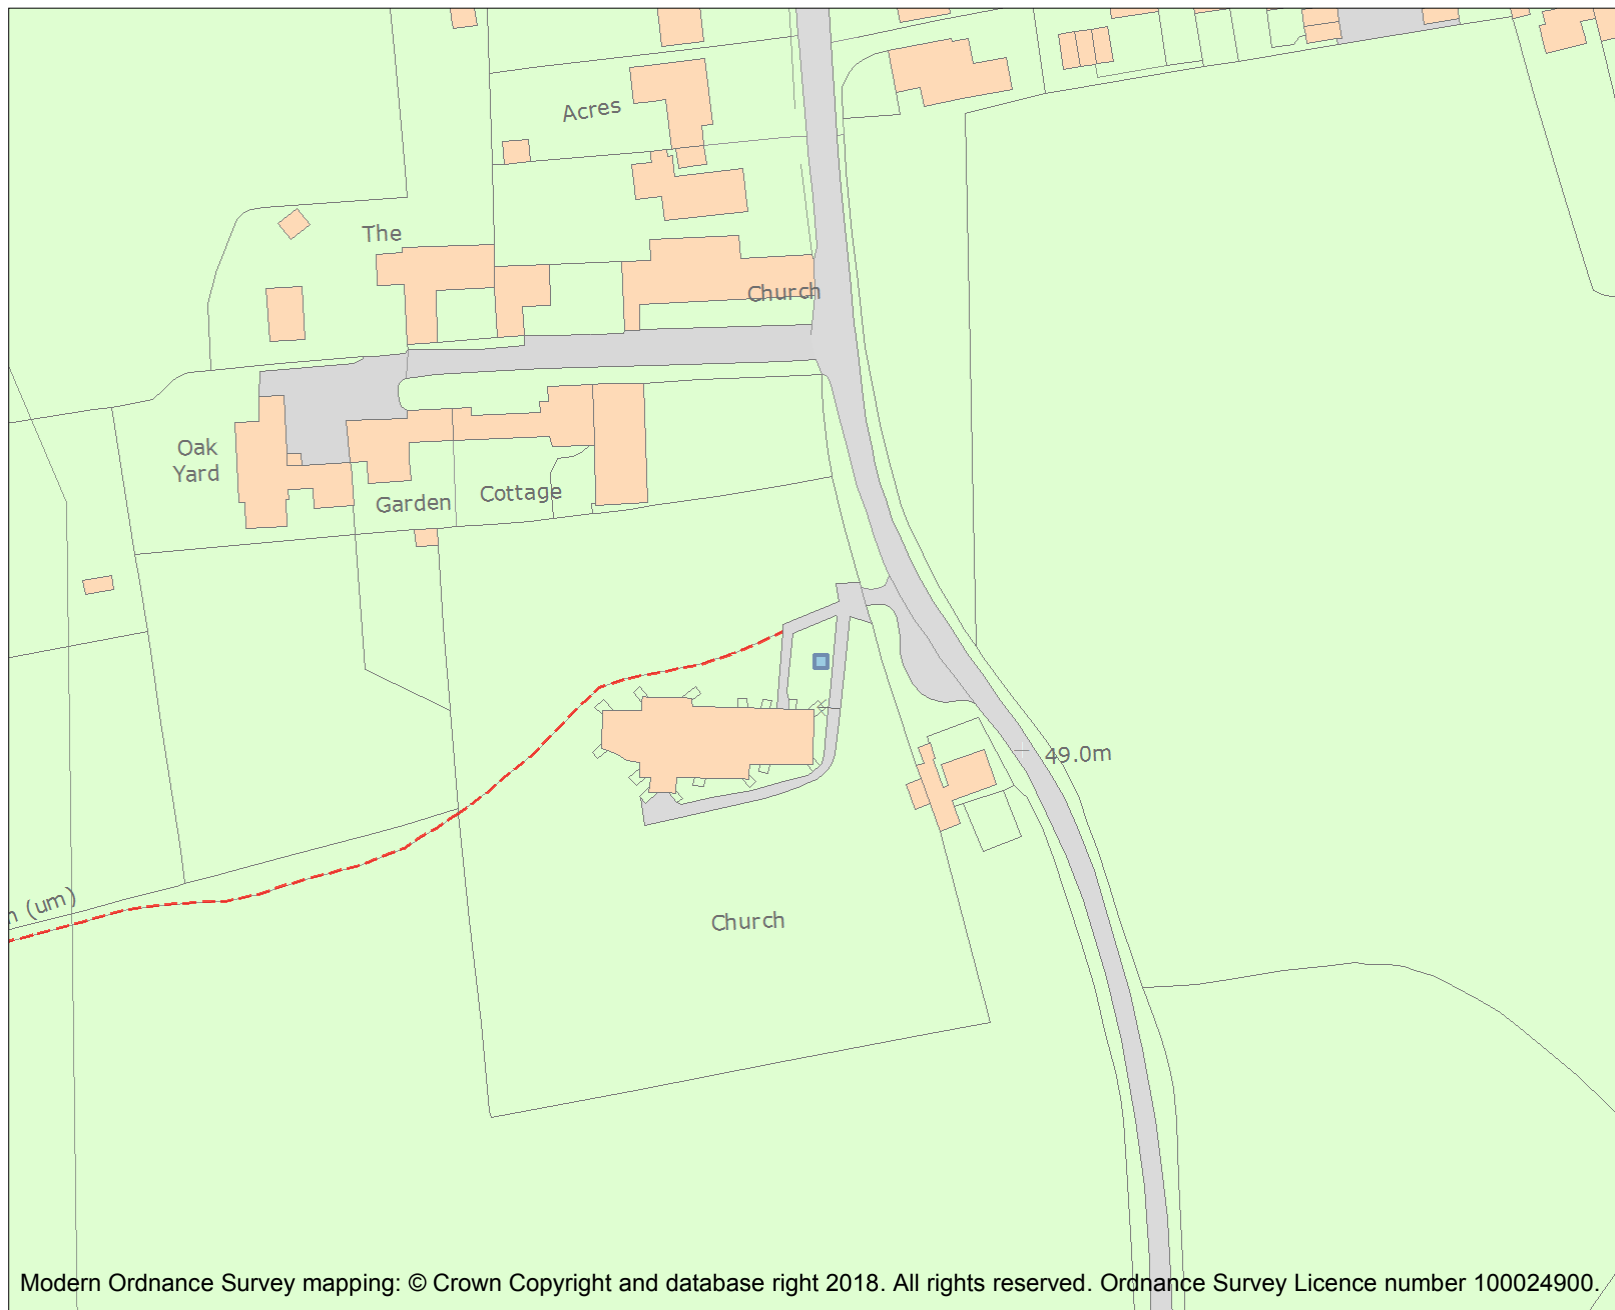 Acres
The
Church
Oak
Yard
Garden
Cottage
49.0m
(um)
Church
Modern Ordnance Survey mapping: © Crown Copyright and database right 2018. All rights reserved. Ordnance Survey Licence number 100024900.